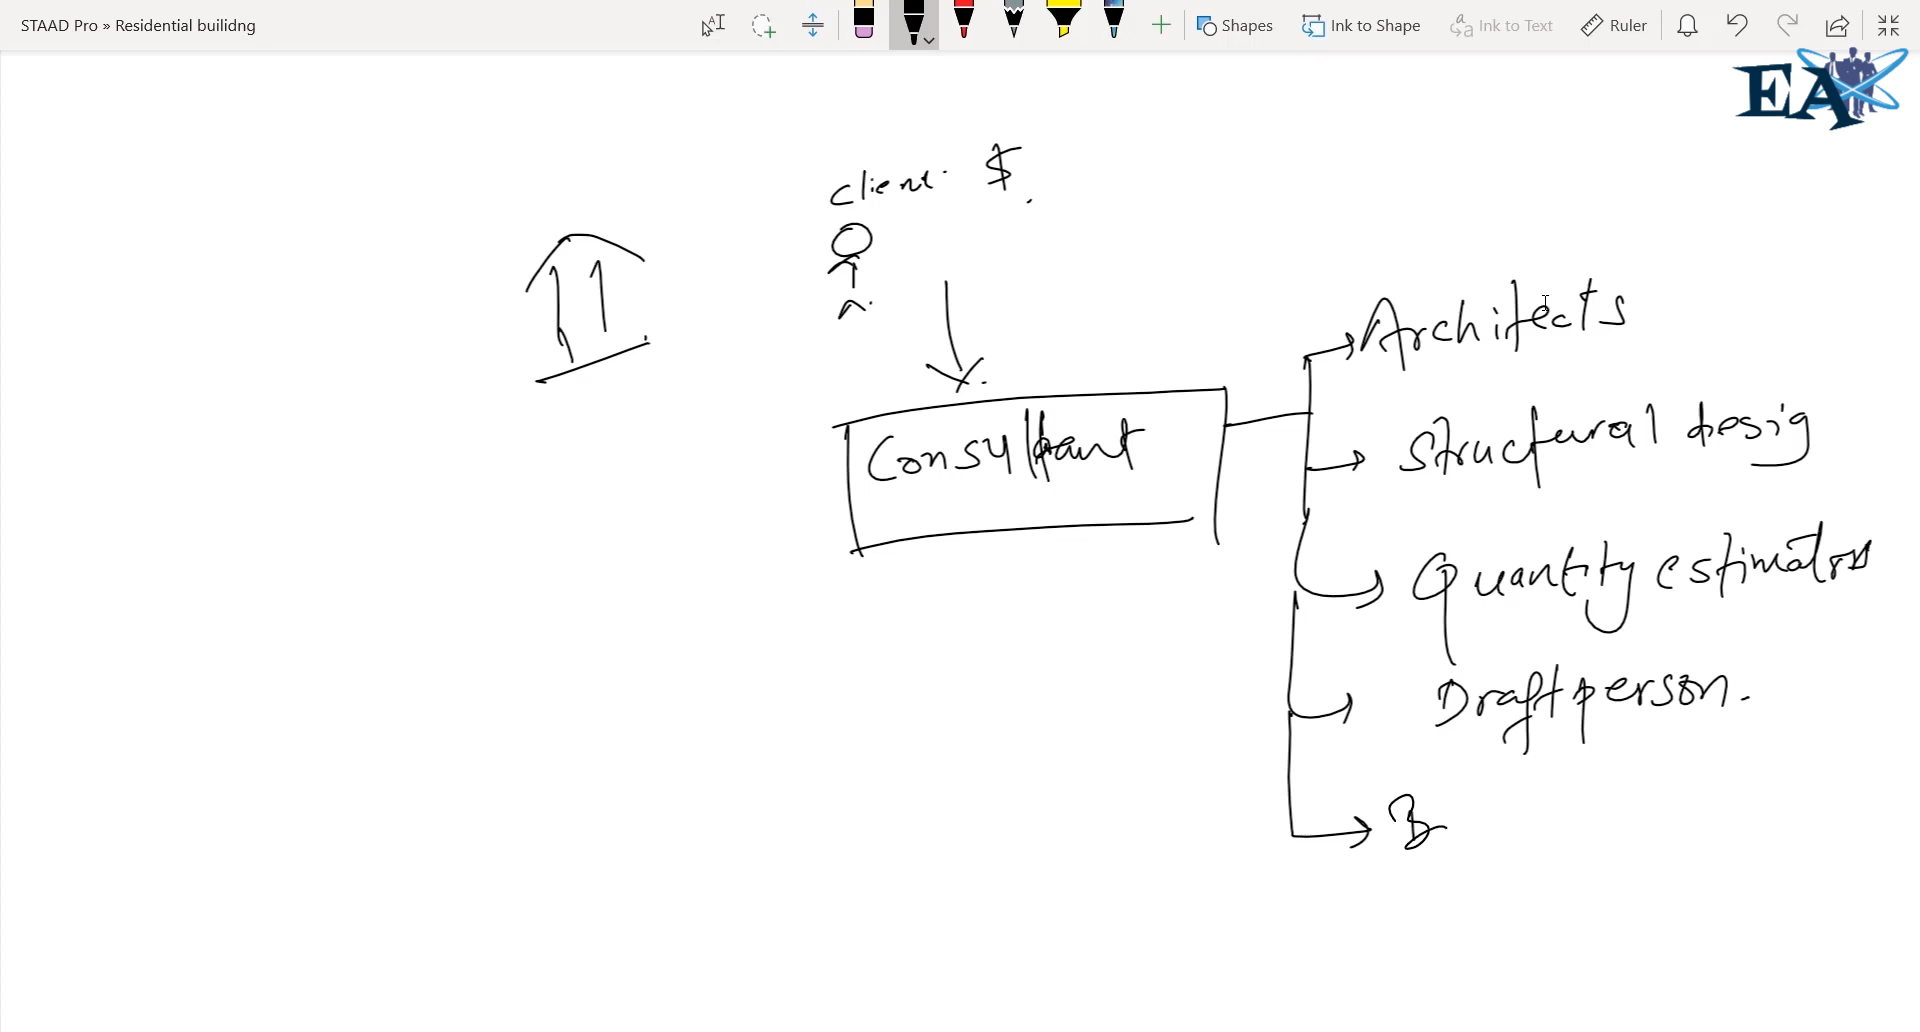 STAAD Pro » Residential builidng
Shapes
Ink to Shape
Ink to Text
Ruler
EA
client $
Consultant
Architects
Structural desig
Quantity estimators
Draftperson.